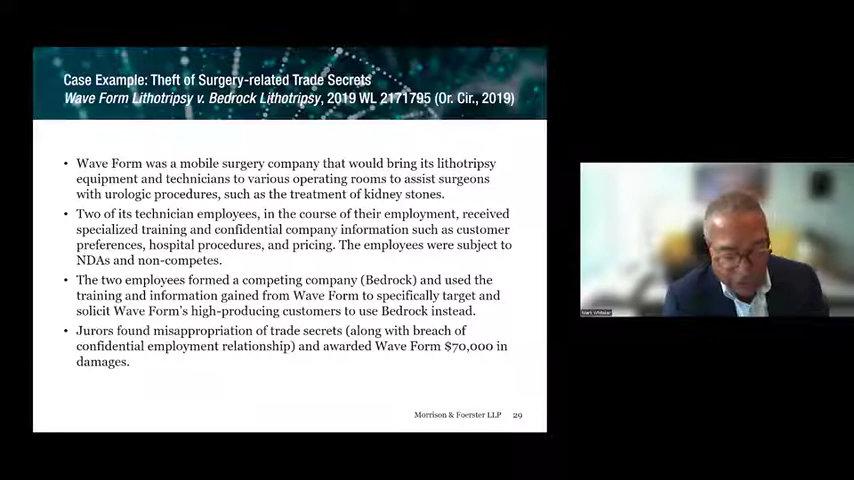 Case Example: Theft of Surgery-related Trade Secrets
Wave Form Lithotripsy v. Bedrock Lithotripsy, 2019 WL 2171795 (Or. Cir., 2019)
• Wave Form was a mobile surgery company that would bring its lithotripsy
equipment and technicians to various operating rooms to assist surgeons
with urologic procedures, such as the treatment of kidney stones.
• Two of its technician employees, in the course of their employment, received
specialized training and confidential company information such as customer
preferences, hospital procedures, and pricing. The employees were subject to
NDAs and non-competes.
• The two employees formed a competing company (Bedrock) and used the
training and information gained from Wave Form to specifically target and
solicit Wave Form's high-producing customers to use Bedrock instead.
• Jurors found misappropriation of trade secrets (along with breach of
confidential employment relationship) and awarded Wave Form $70,000 in
damages.
Morrison & Foerster LLP 29
Mark Whitaker